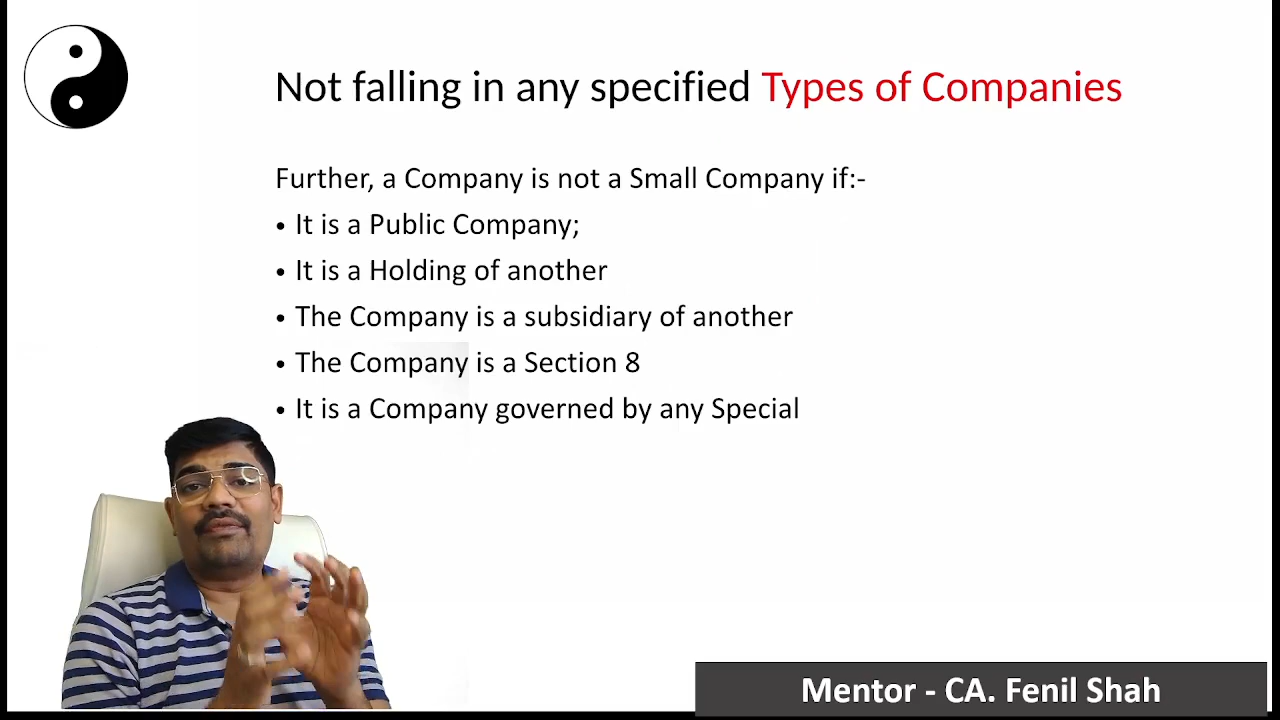 Not falling in any specified Types of Companies
Further, a Company is not a Small Company if:-
• It is a Public Company;
• It is a Holding of another
• The Company is a subsidiary of another
• The Company is a Section 8
• It is a Company governed by any Special
Mentor - CA. Fenil Shah